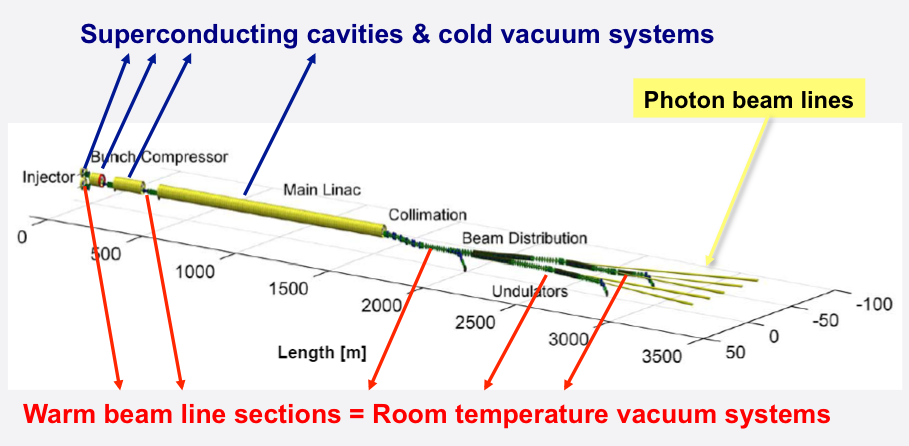 Superconducting cavities & cold vacuum systems
Photon beam lines
Bunch Compressor
Injector
Main Linac
Collimation
Beam Distribution
Undulators
0
500
1000
1500
2000
2500
3000
3500
50
0
-50
-100
Length [m]
Warm beam line sections = Room temperature vacuum systems